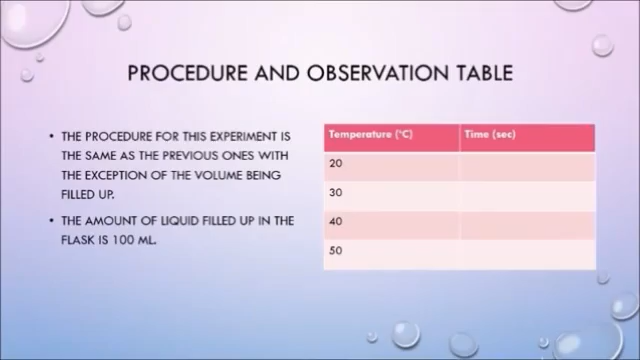 PROCEDURE AND OBSERVATION TABLE
• THE PROCEDURE FOR THIS EXPERIMENT IS
THE SAME AS THE PREVIOUS ONES WITH
THE EXCEPTION OF THE VOLUME BEING
FILLED UP.
• THE AMOUNT OF LIQUID FILLED UP IN THE
FLASK IS 100 ML.
Temperature (°C) Time (sec)
20
30
40
50